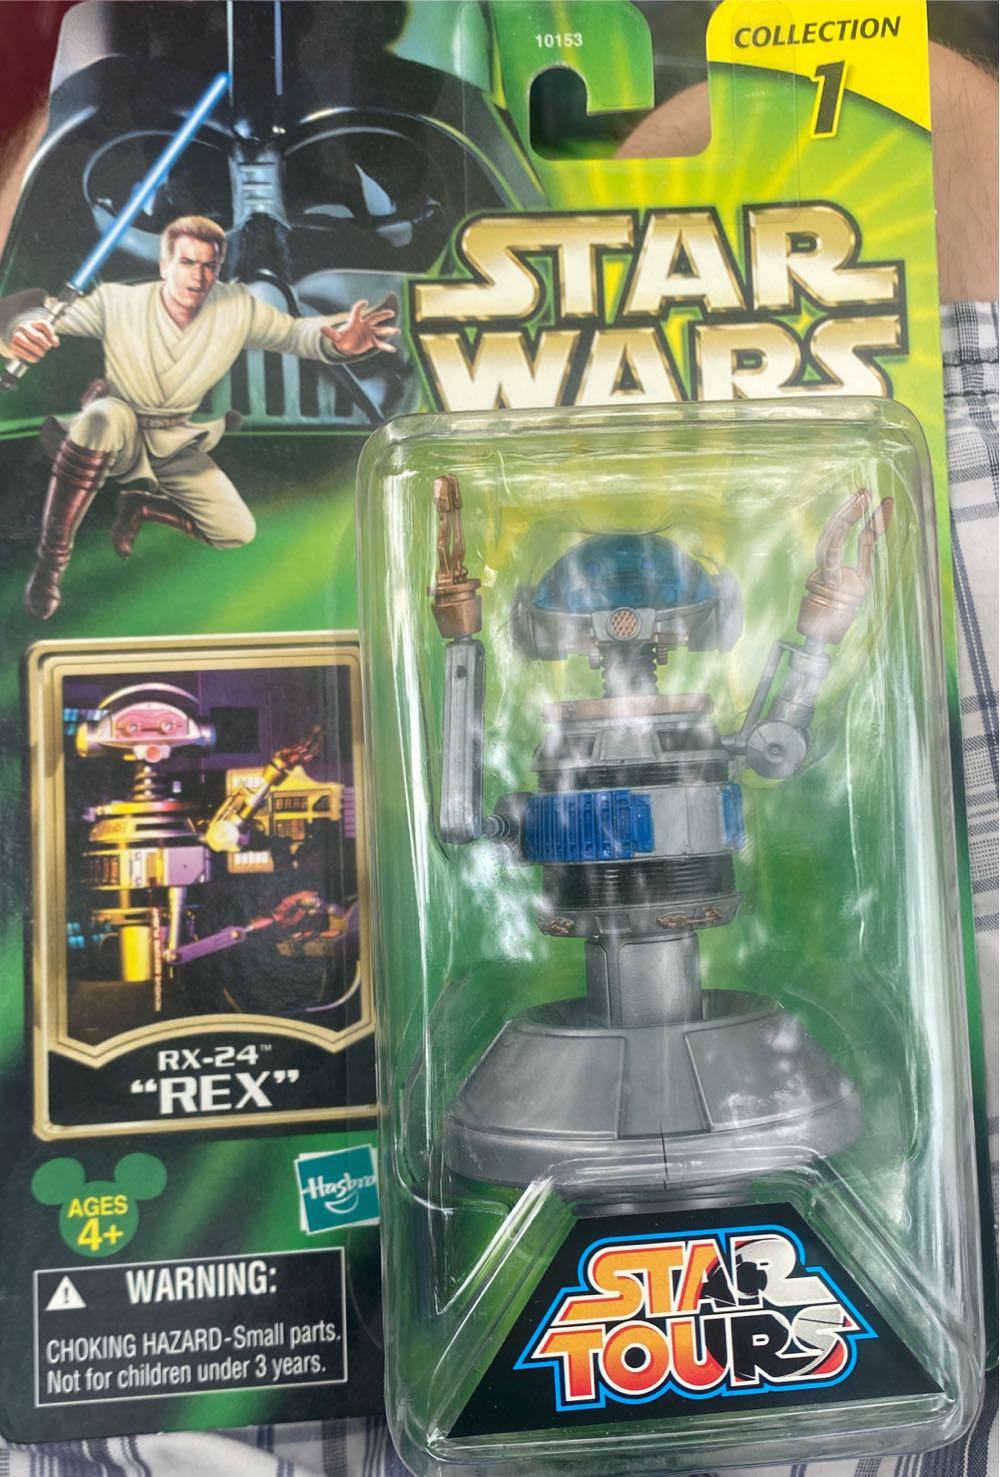 10153
COLLECTION
1
STAR
WARS
RX-24™
"REX"
AGES
4+
Hasbro
WARNING:
CHOKING HAZARD-Small parts.
Not for children under 3 years.
STAR
TOURS